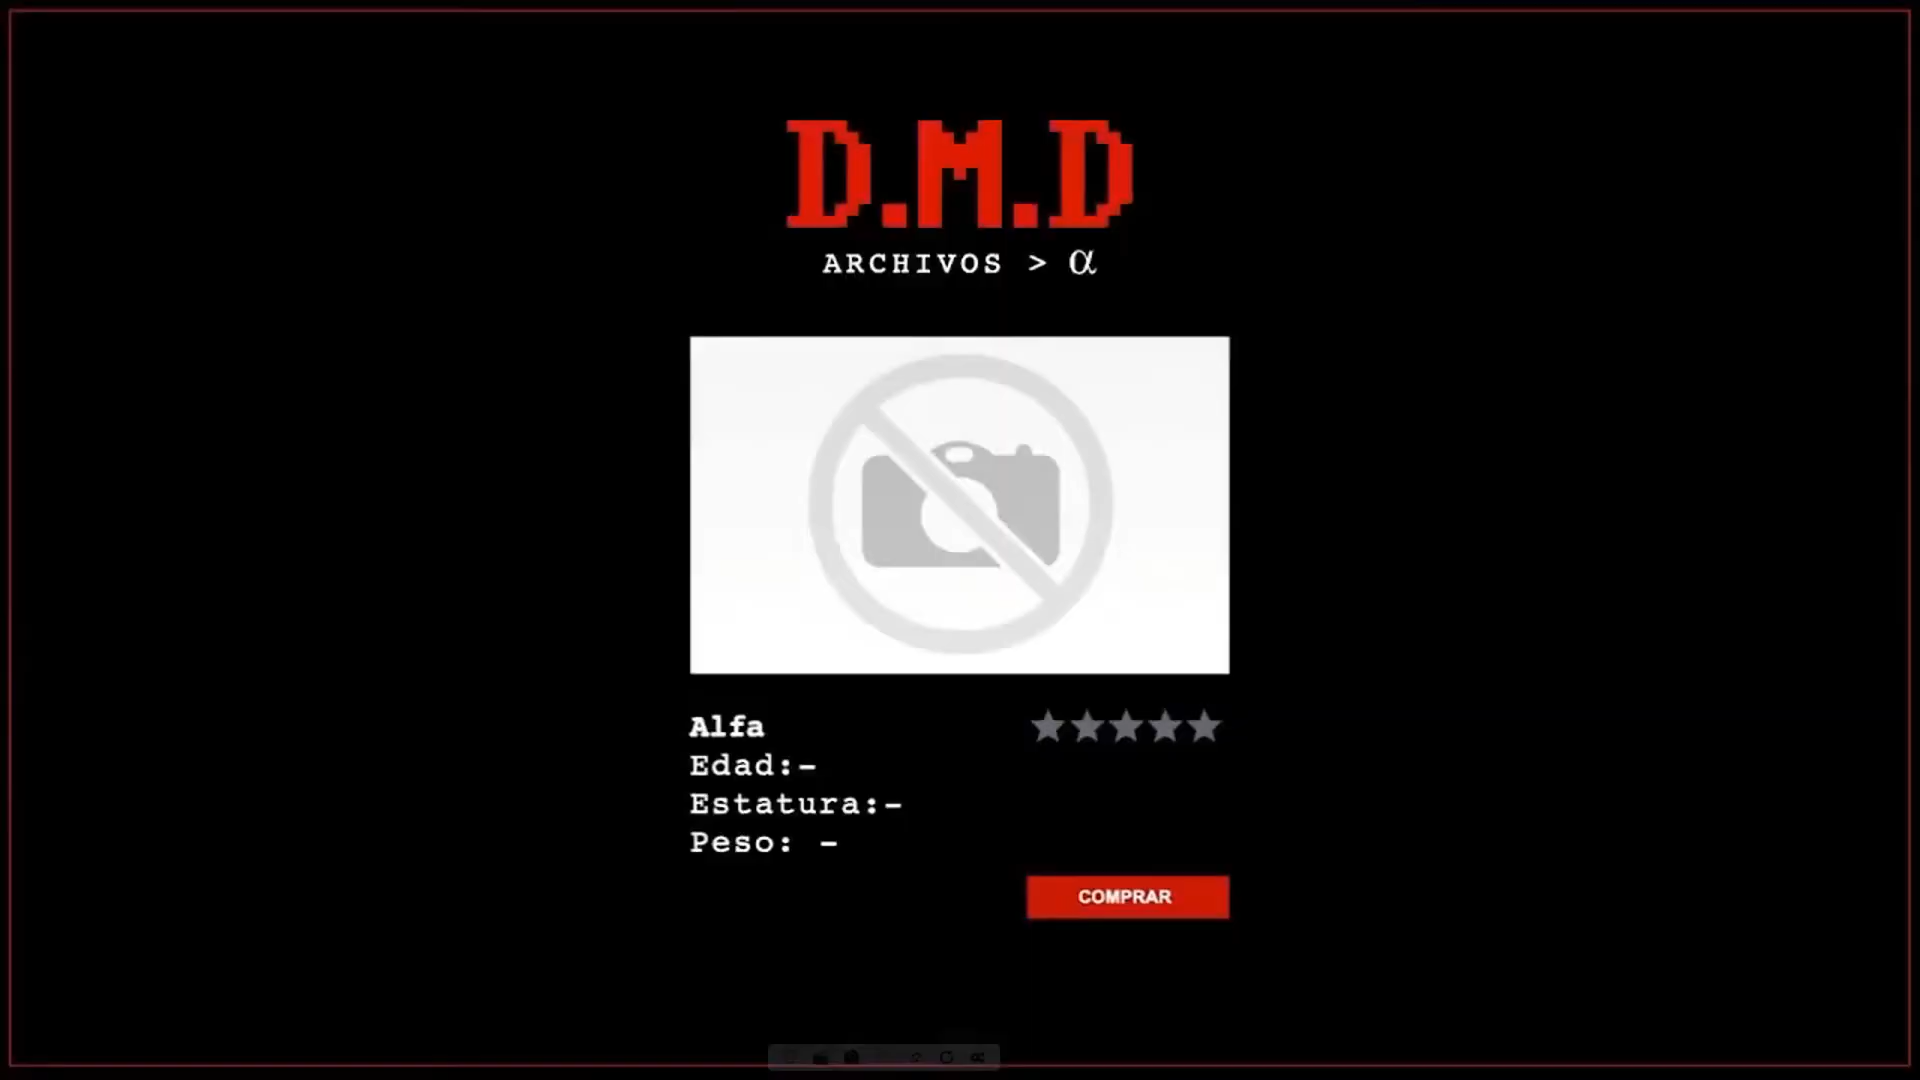 D.M.D
ARCHIVOS > α
Alfa
Edad:-
Estatura:-
Peso: -
COMPRAR